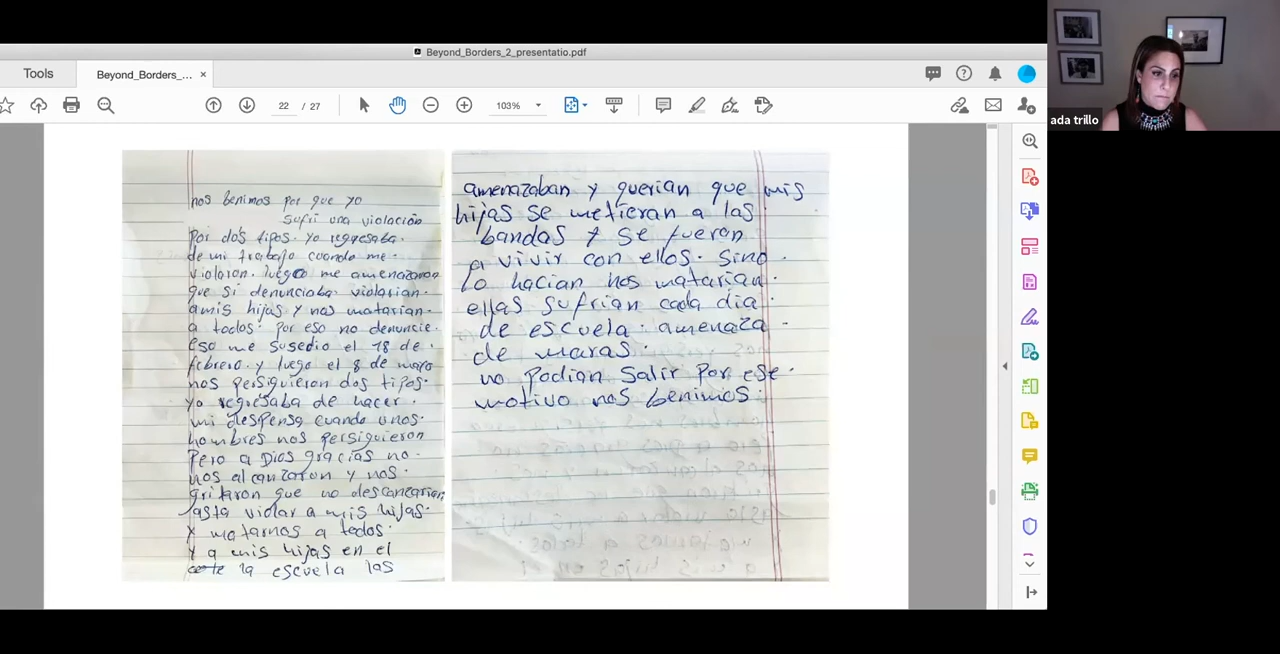 Beyond_Borders_2_presentatio.pdf
Tools
Beyond_Borders_... ×
22 / 27
103%
ada trillo
nos benimos por que yo
sufri una violación
por dos tipos. yo regresaba.
de mi trabajo cuando me.
violaron. luego me amenazaron
que si denunciaba violarian.
amis hijas y nos matarian.
a todos. por eso no denuncie.
eso me susedio el 18 de.
febrero. y luego el 8 de marzo
nos persiguieron dos tipos.
yo regresaba de hacer.
mi despensa cuando unos.
hombres nos persiguieron
pero a Dios gracias no.
nos alcanzaron y nos.
gritaron que no descanzarian
asta violar a mis hijas.
y matarnos a todos.
y a mis hijas en el
la escuela las
amenazaban y querian que mis
hijas se metieran a las
bandas y se fueran
a vivir con ellos. sino.
lo hacian nos matarian.
ellas sufrian cada dia.
de escuela. amenaza.
de maras.
no podian salir por ese.
motivo nos benimos.